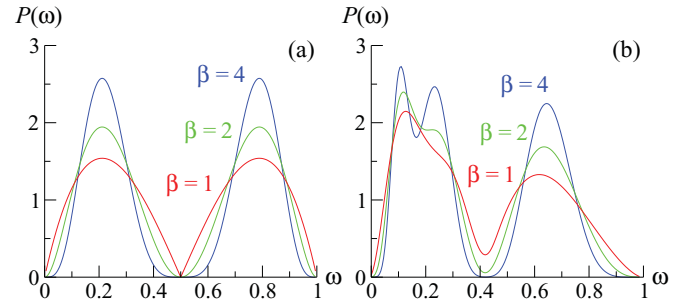 P(ω) P(ω)
3 (a) 3 (b)
β = 4 β = 4
2 β = 2 2 β = 2
β = 1 β = 1
1 1
0 0
0 0.2 0.4 0.6 0.8 1 ω 0 0.2 0.4 0.6 0.8 1 ω